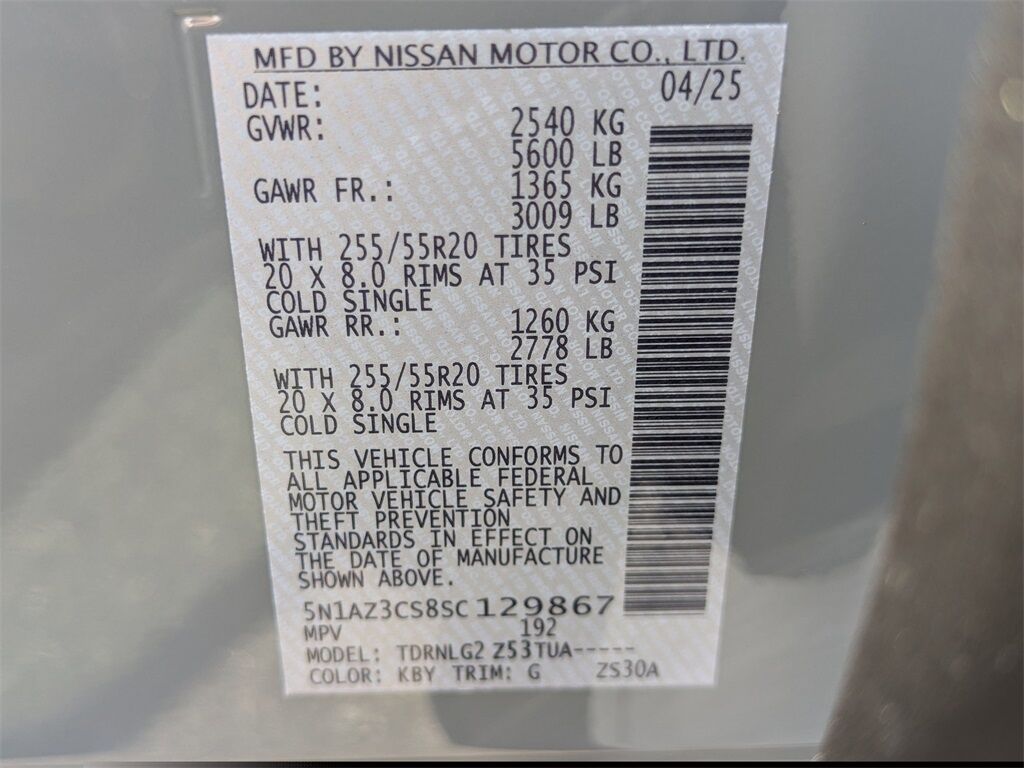 MFD BY NISSAN MOTOR CO., LTD.
DATE: 04/25
GVWR: 2540 KG
5600 LB
GAWR FR.: 1365 KG
3009 LB
WITH 255/55R20 TIRES
20 X 8.0 RIMS AT 35 PSI
COLD SINGLE
GAWR RR.: 1260 KG
2778 LB
WITH 255/55R20 TIRES
20 X 8.0 RIMS AT 35 PSI
COLD SINGLE
THIS VEHICLE CONFORMS TO
ALL APPLICABLE FEDERAL
MOTOR VEHICLE SAFETY AND
THEFT PREVENTION
STANDARDS IN EFFECT ON
THE DATE OF MANUFACTURE
SHOWN ABOVE.
5N1AZ3CS8SC129867
MPV 192
MODEL: TDRNLG2 Z53TUA-----
COLOR: KBY TRIM: G ZS30A